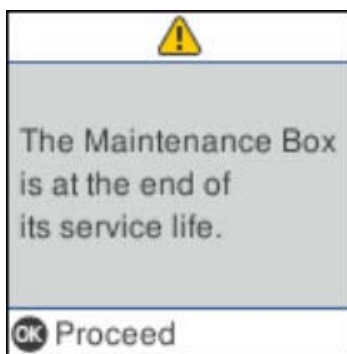 The Maintenance Box
is at the end of
its service life.
OK Proceed